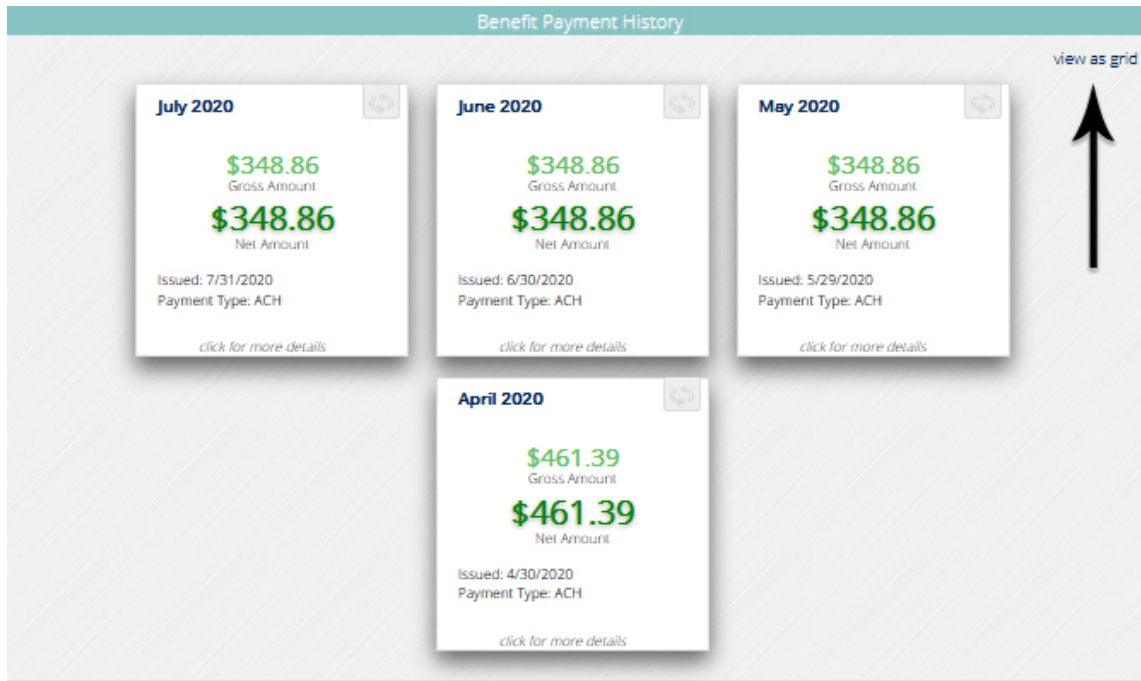 Benefit Payment History
view as grid
July 2020
$348.86
Gross Amount
$348.86
Net Amount
Issued: 7/31/2020
Payment Type: ACH
click for more details
June 2020
$348.86
Gross Amount
$348.86
Net Amount
Issued: 6/30/2020
Payment Type: ACH
click for more details
May 2020
$348.86
Gross Amount
$348.86
Net Amount
Issued: 5/29/2020
Payment Type: ACH
click for more details
April 2020
$461.39
Gross Amount
$461.39
Net Amount
Issued: 4/30/2020
Payment Type: ACH
click for more details